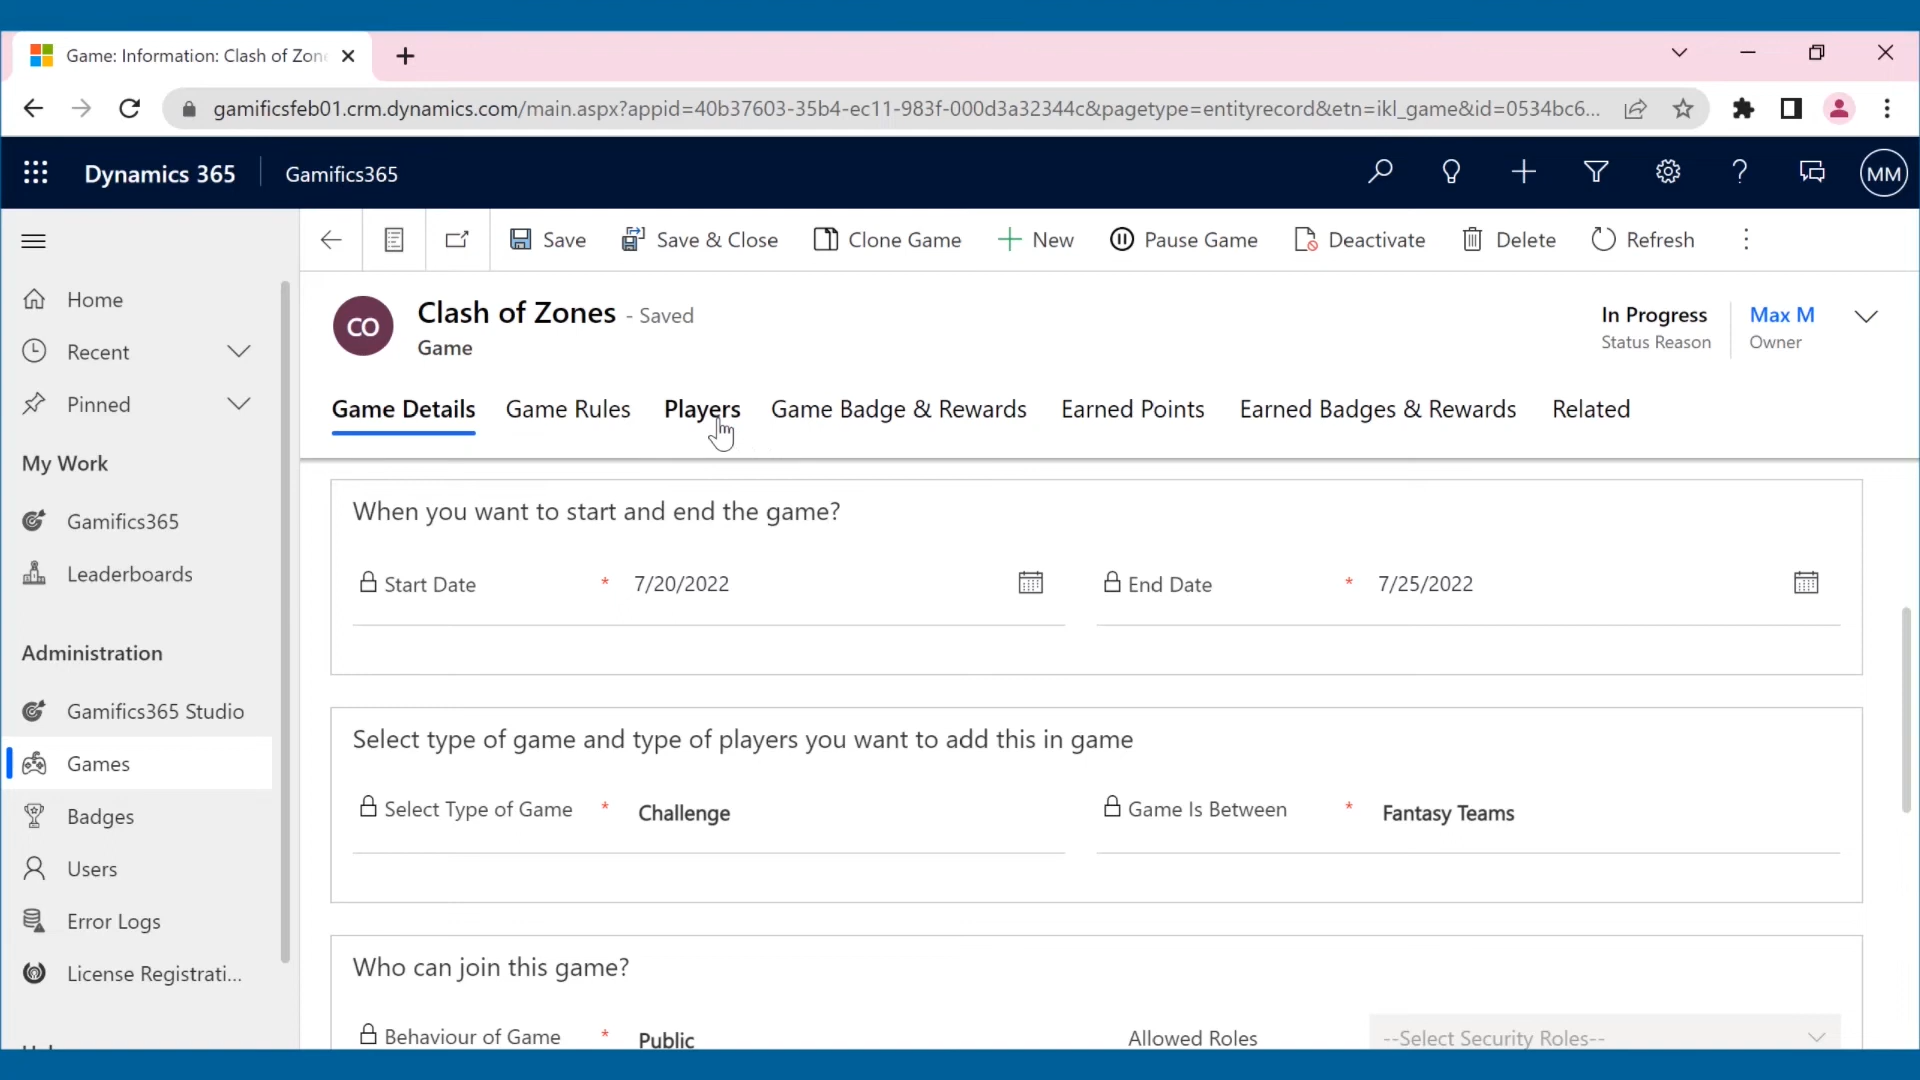 Game: Information: Clash of Zon
gamificsfeb01.crm.dynamics.com/main.aspx?appid=40b37603-35b4-ec11-983f-000d3a32344c&pagetype=entityrecord&etn=ikl_game&id=0534bc6...
Dynamics 365
Gamifics365
MM
Save
Save & Close
Clone Game
New
Pause Game
Deactivate
Delete
Refresh
Home
Recent
Pinned
My Work
Gamifics365
Leaderboards
Administration
Gamifics365 Studio
Games
Badges
Users
Error Logs
License Registrati...
CO
Clash of Zones - Saved
Game
In Progress
Status Reason
Max M
Owner
Game Details
Game Rules
Players
Game Badge & Rewards
Earned Points
Earned Badges & Rewards
Related
When you want to start and end the game?
Start Date * 7/20/2022
End Date * 7/25/2022
Select type of game and type of players you want to add this in game
Select Type of Game * Challenge
Game Is Between * Fantasy Teams
Who can join this game?
Behaviour of Game * Public
Allowed Roles --Select Security Roles--